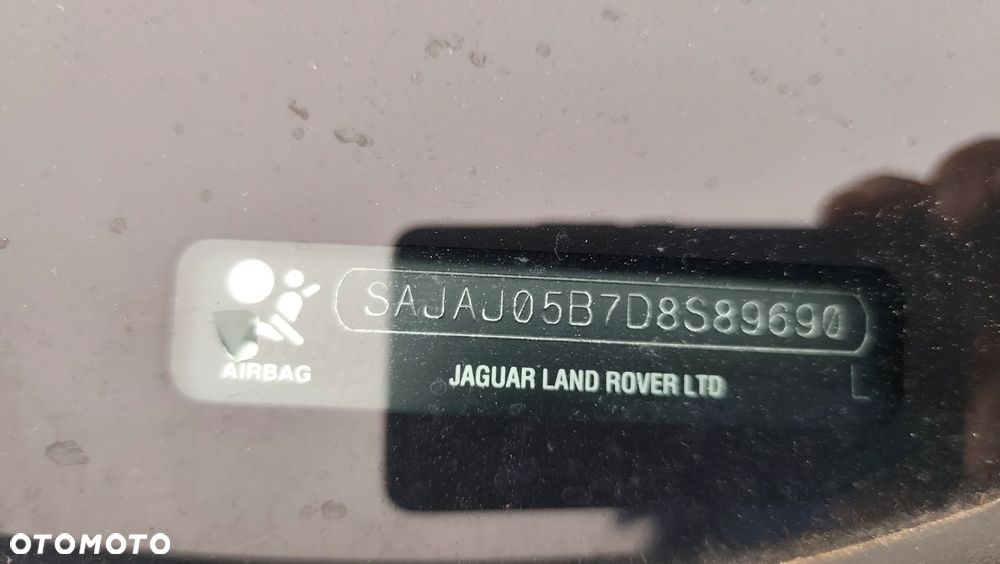 SAJAJ05B7D8S89690
AIRBAG
JAGUAR LAND ROVER LTD
L
OTOMOTO